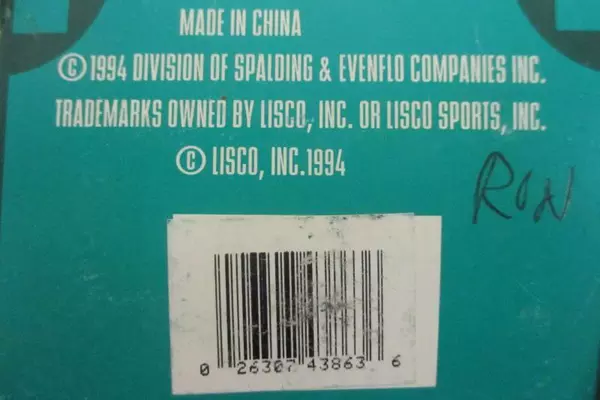 MADE IN CHINA
© 1994 DIVISION OF SPALDING & EVENFLO COMPANIES INC.
TRADEMARKS OWNED BY LISCO, INC. OR LISCO SPORTS, INC.
© LISCO, INC.1994
RON
0 26307 43863 6